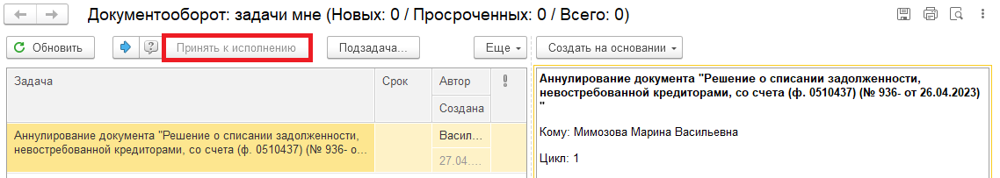 Документооборот: задачи мне (Новых: 0 / Просроченных: 0 / Всего: 0)
Обновить
Принять к исполнению
Подзадача...
Еще
Создать на основании
Задача
Срок
Автор
Создана
Аннулирование документа "Решение о списании задолженности,
невостребованной кредиторами, со счета (ф. 0510437) (№ 936- о...
Васил...
27.04....
Аннулирование документа "Решение о списании задолженности,
невостребованной кредиторами, со счета (ф. 0510437) (№ 936- от 26.04.2023)
"
Кому: Мимозова Марина Васильевна
Цикл: 1